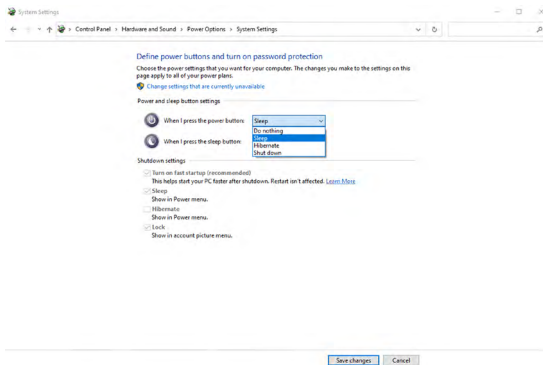 System Settings
Control Panel > Hardware and Sound > Power Options > System Settings
Define power buttons and turn on password protection
Choose the power settings that you want for your computer. The changes you make to the settings on this
page apply to all of your power plans.
Change settings that are currently unavailable
Power and sleep button settings
When I press the power button: Sleep
Do nothing
Sleep
When I press the sleep button: Hibernate
Shut down
Shutdown settings
Turn on fast startup (recommended)
This helps start your PC faster after shutdown. Restart isn't affected. Learn More
Sleep
Show in Power menu.
Hibernate
Show in Power menu.
Lock
Show in account picture menu.
Save changes Cancel